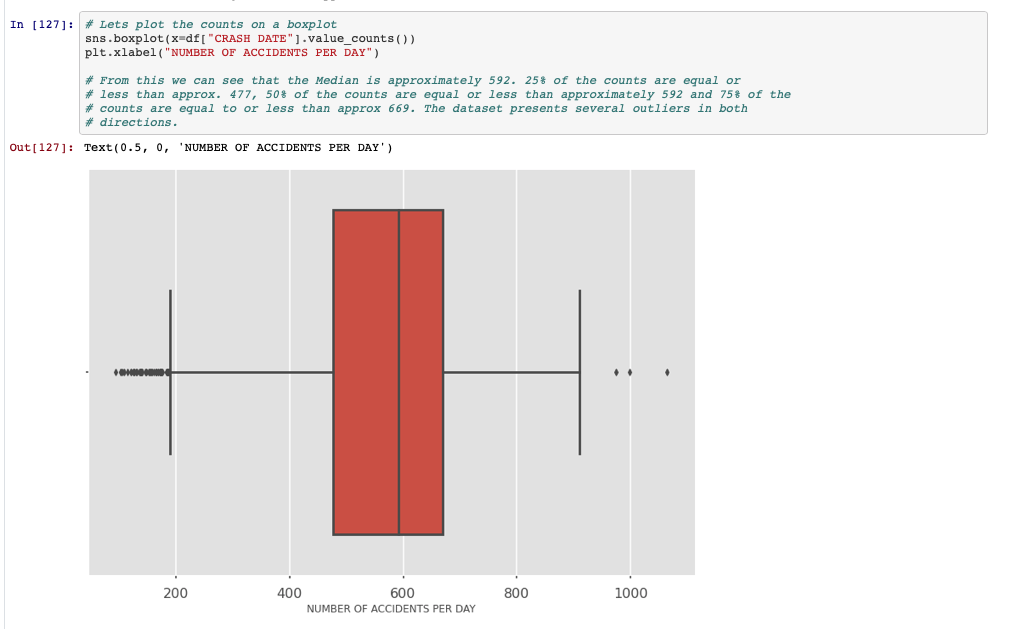 In [127]: # Lets plot the counts on a boxplot
sns.boxplot(x=df["CRASH DATE"].value_counts())
plt.xlabel("NUMBER OF ACCIDENTS PER DAY")
# From this we can see that the Median is approximately 592. 25% of the counts are equal or
# less than approx. 477, 50% of the counts are equal or less than approximately 592 and 75% of the
# counts are equal to or less than approx 669. The dataset presents several outliers in both
# directions.
Out[127]: Text(0.5, 0, 'NUMBER OF ACCIDENTS PER DAY')
200 400 600 800 1000
NUMBER OF ACCIDENTS PER DAY